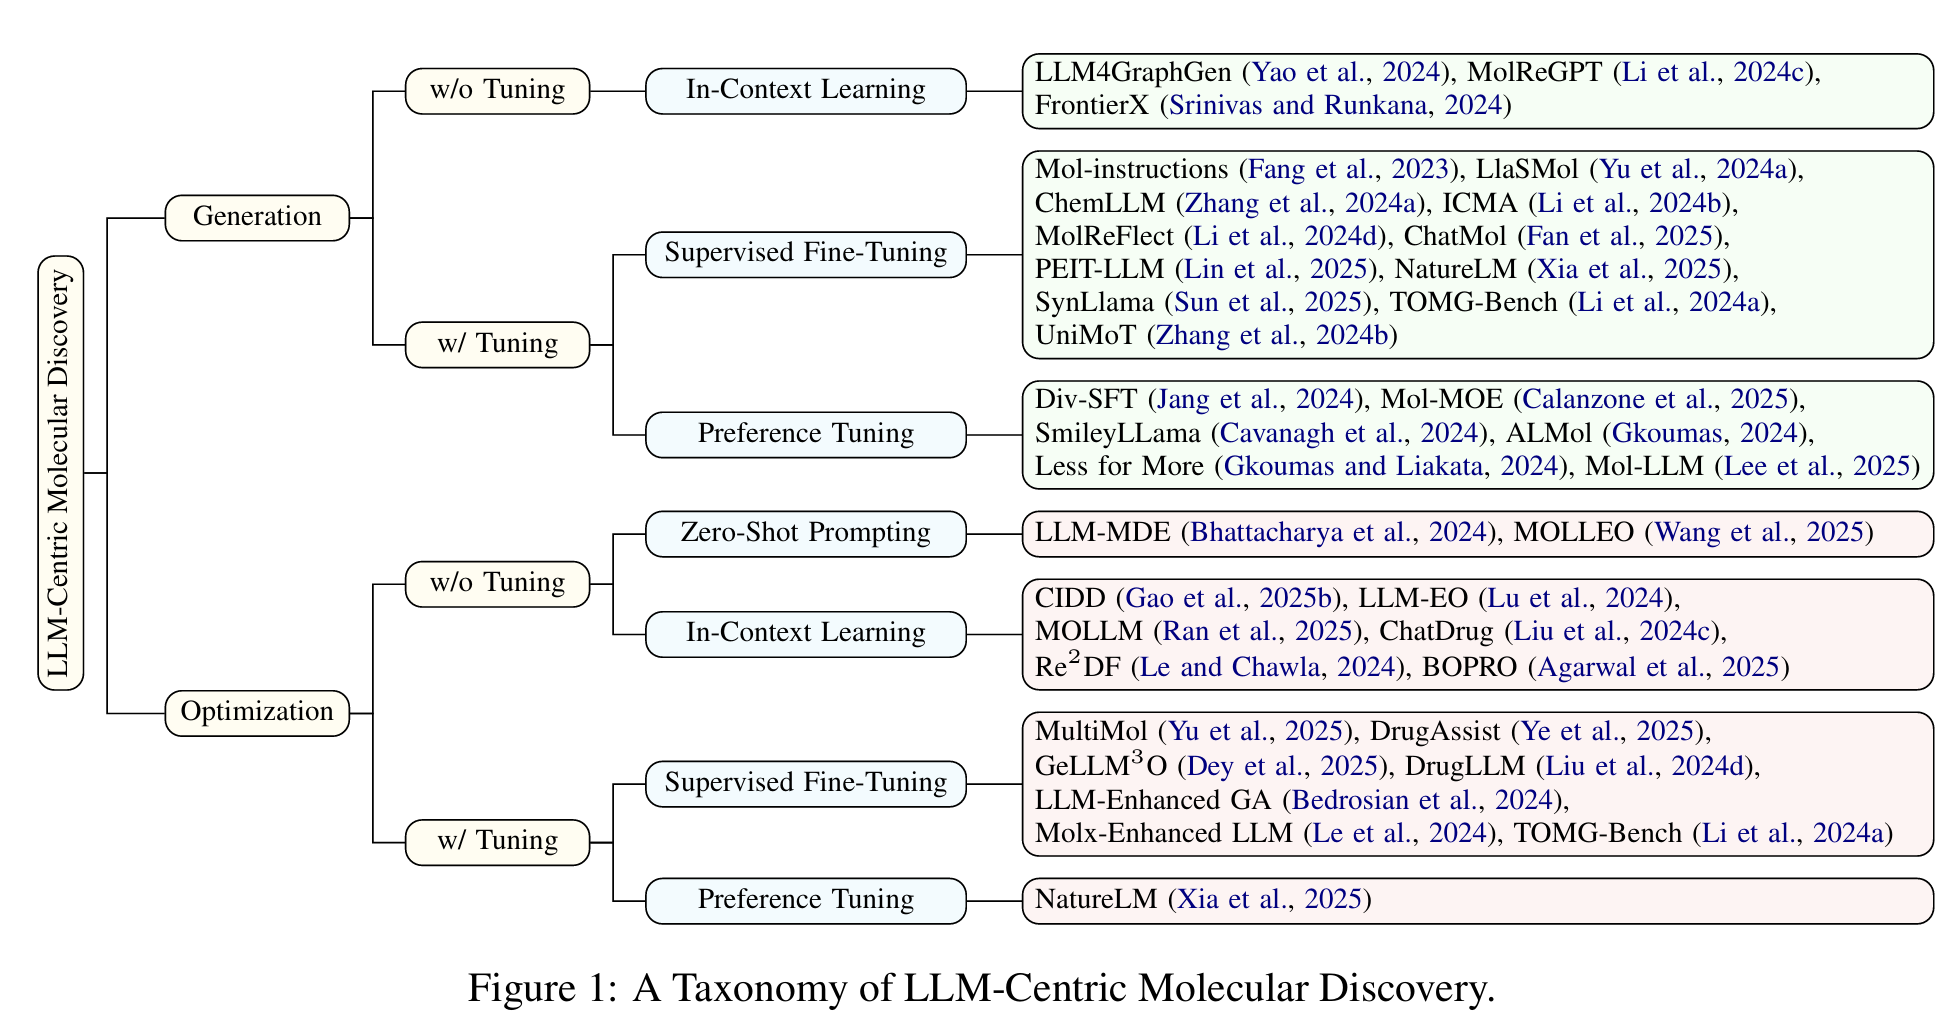 LLM-Centric Molecular Discovery
Generation
w/o Tuning
In-Context Learning
LLM4GraphGen (Yao et al., 2024), MolReGPT (Li et al., 2024c),
FrontierX (Srinivas and Runkana, 2024)
w/ Tuning
Supervised Fine-Tuning
Mol-instructions (Fang et al., 2023), LlaSMol (Yu et al., 2024a),
ChemLLM (Zhang et al., 2024a), ICMA (Li et al., 2024b),
MolReFlect (Li et al., 2024d), ChatMol (Fan et al., 2025),
PEIT-LLM (Lin et al., 2025), NatureLM (Xia et al., 2025),
SynLlama (Sun et al., 2025), TOMG-Bench (Li et al., 2024a),
UniMoT (Zhang et al., 2024b)
Preference Tuning
Div-SFT (Jang et al., 2024), Mol-MOE (Calanzone et al., 2025),
SmileyLLama (Cavanagh et al., 2024), ALMol (Gkoumas, 2024),
Less for More (Gkoumas and Liakata, 2024), Mol-LLM (Lee et al., 2025)
Optimization
w/o Tuning
Zero-Shot Prompting
LLM-MDE (Bhattacharya et al., 2024), MOLLEO (Wang et al., 2025)
In-Context Learning
CIDD (Gao et al., 2025b), LLM-EO (Lu et al., 2024),
MOLLM (Ran et al., 2025), ChatDrug (Liu et al., 2024c),
Re²DF (Le and Chawla, 2024), BOPRO (Agarwal et al., 2025)
w/ Tuning
Supervised Fine-Tuning
MultiMol (Yu et al., 2025), DrugAssist (Ye et al., 2025),
GeLLM³O (Dey et al., 2025), DrugLLM (Liu et al., 2024d),
LLM-Enhanced GA (Bedrosian et al., 2024),
Molx-Enhanced LLM (Le et al., 2024), TOMG-Bench (Li et al., 2024a)
Preference Tuning
NatureLM (Xia et al., 2025)
Figure 1: A Taxonomy of LLM-Centric Molecular Discovery.